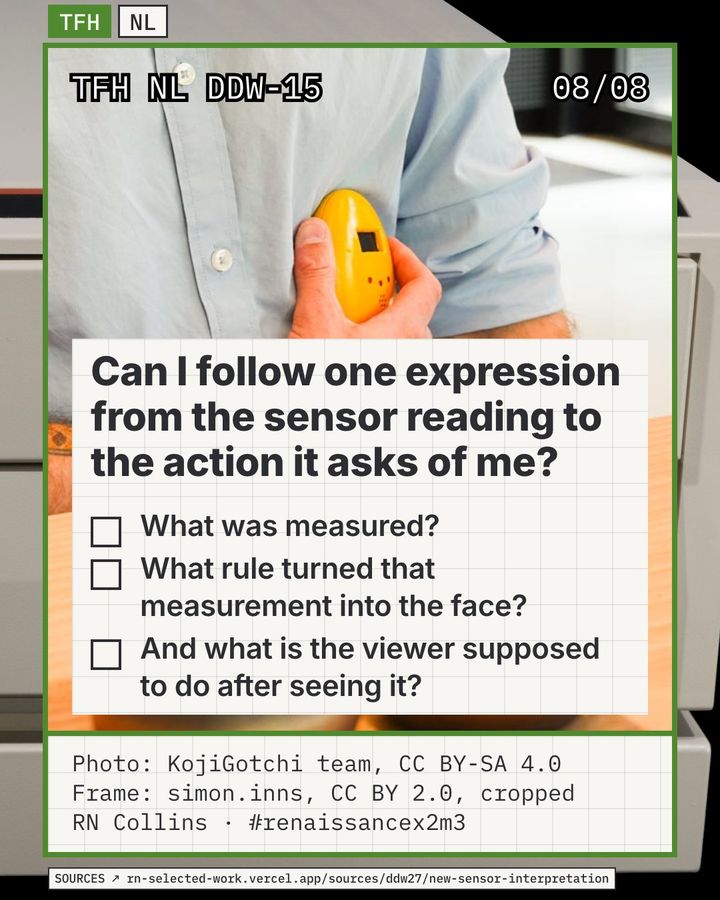 TFH NL
TFH NL DDW-15 08/08
Can I follow one expression
from the sensor reading to
the action it asks of me?
What was measured?
What rule turned that
measurement into the face?
And what is the viewer supposed
to do after seeing it?
Photo: KojiGotchi team, CC BY-SA 4.0
Frame: simon.inns, CC BY 2.0, cropped
RN Collins · #renaissancex2m3
SOURCES ↗ rn-selected-work.vercel.app/sources/ddw27/new-sensor-interpretation